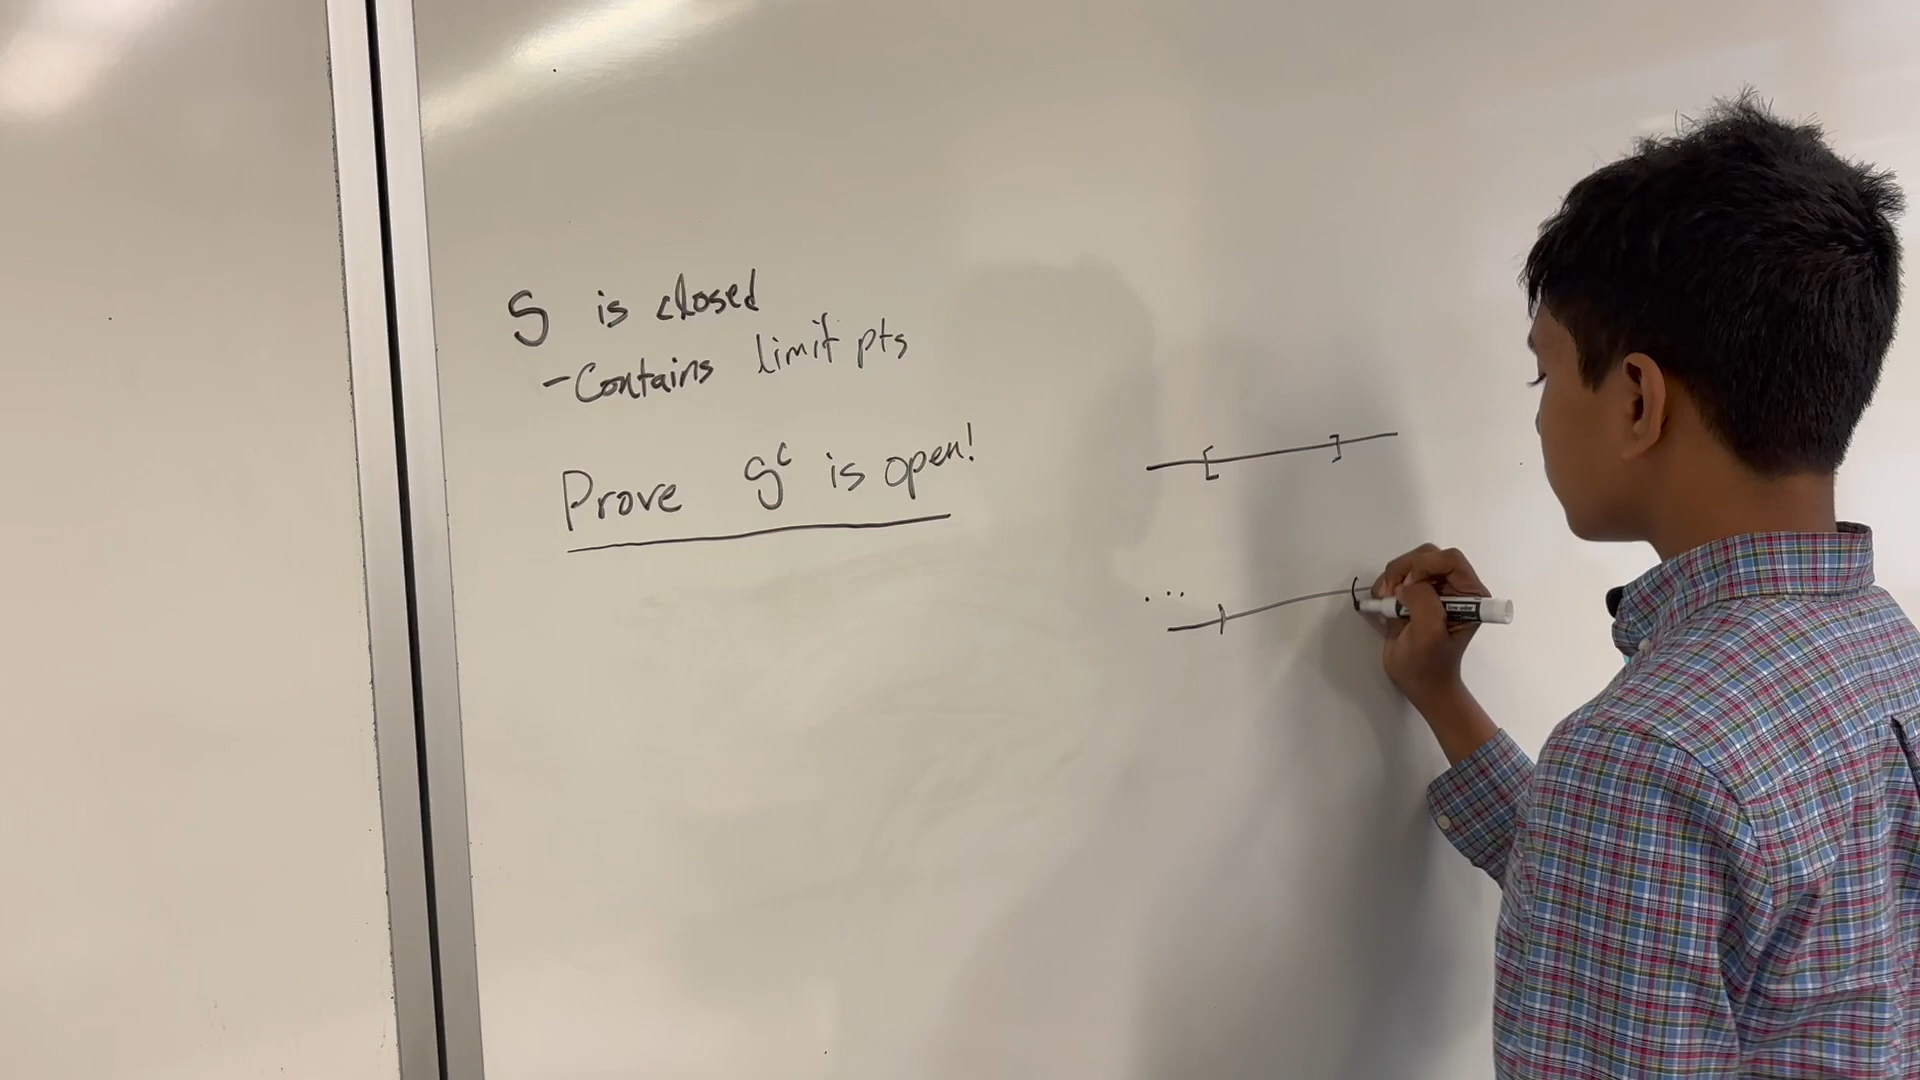 S is closed
- Contains limit pts
Prove S^c is open!
[ ]
... ) (